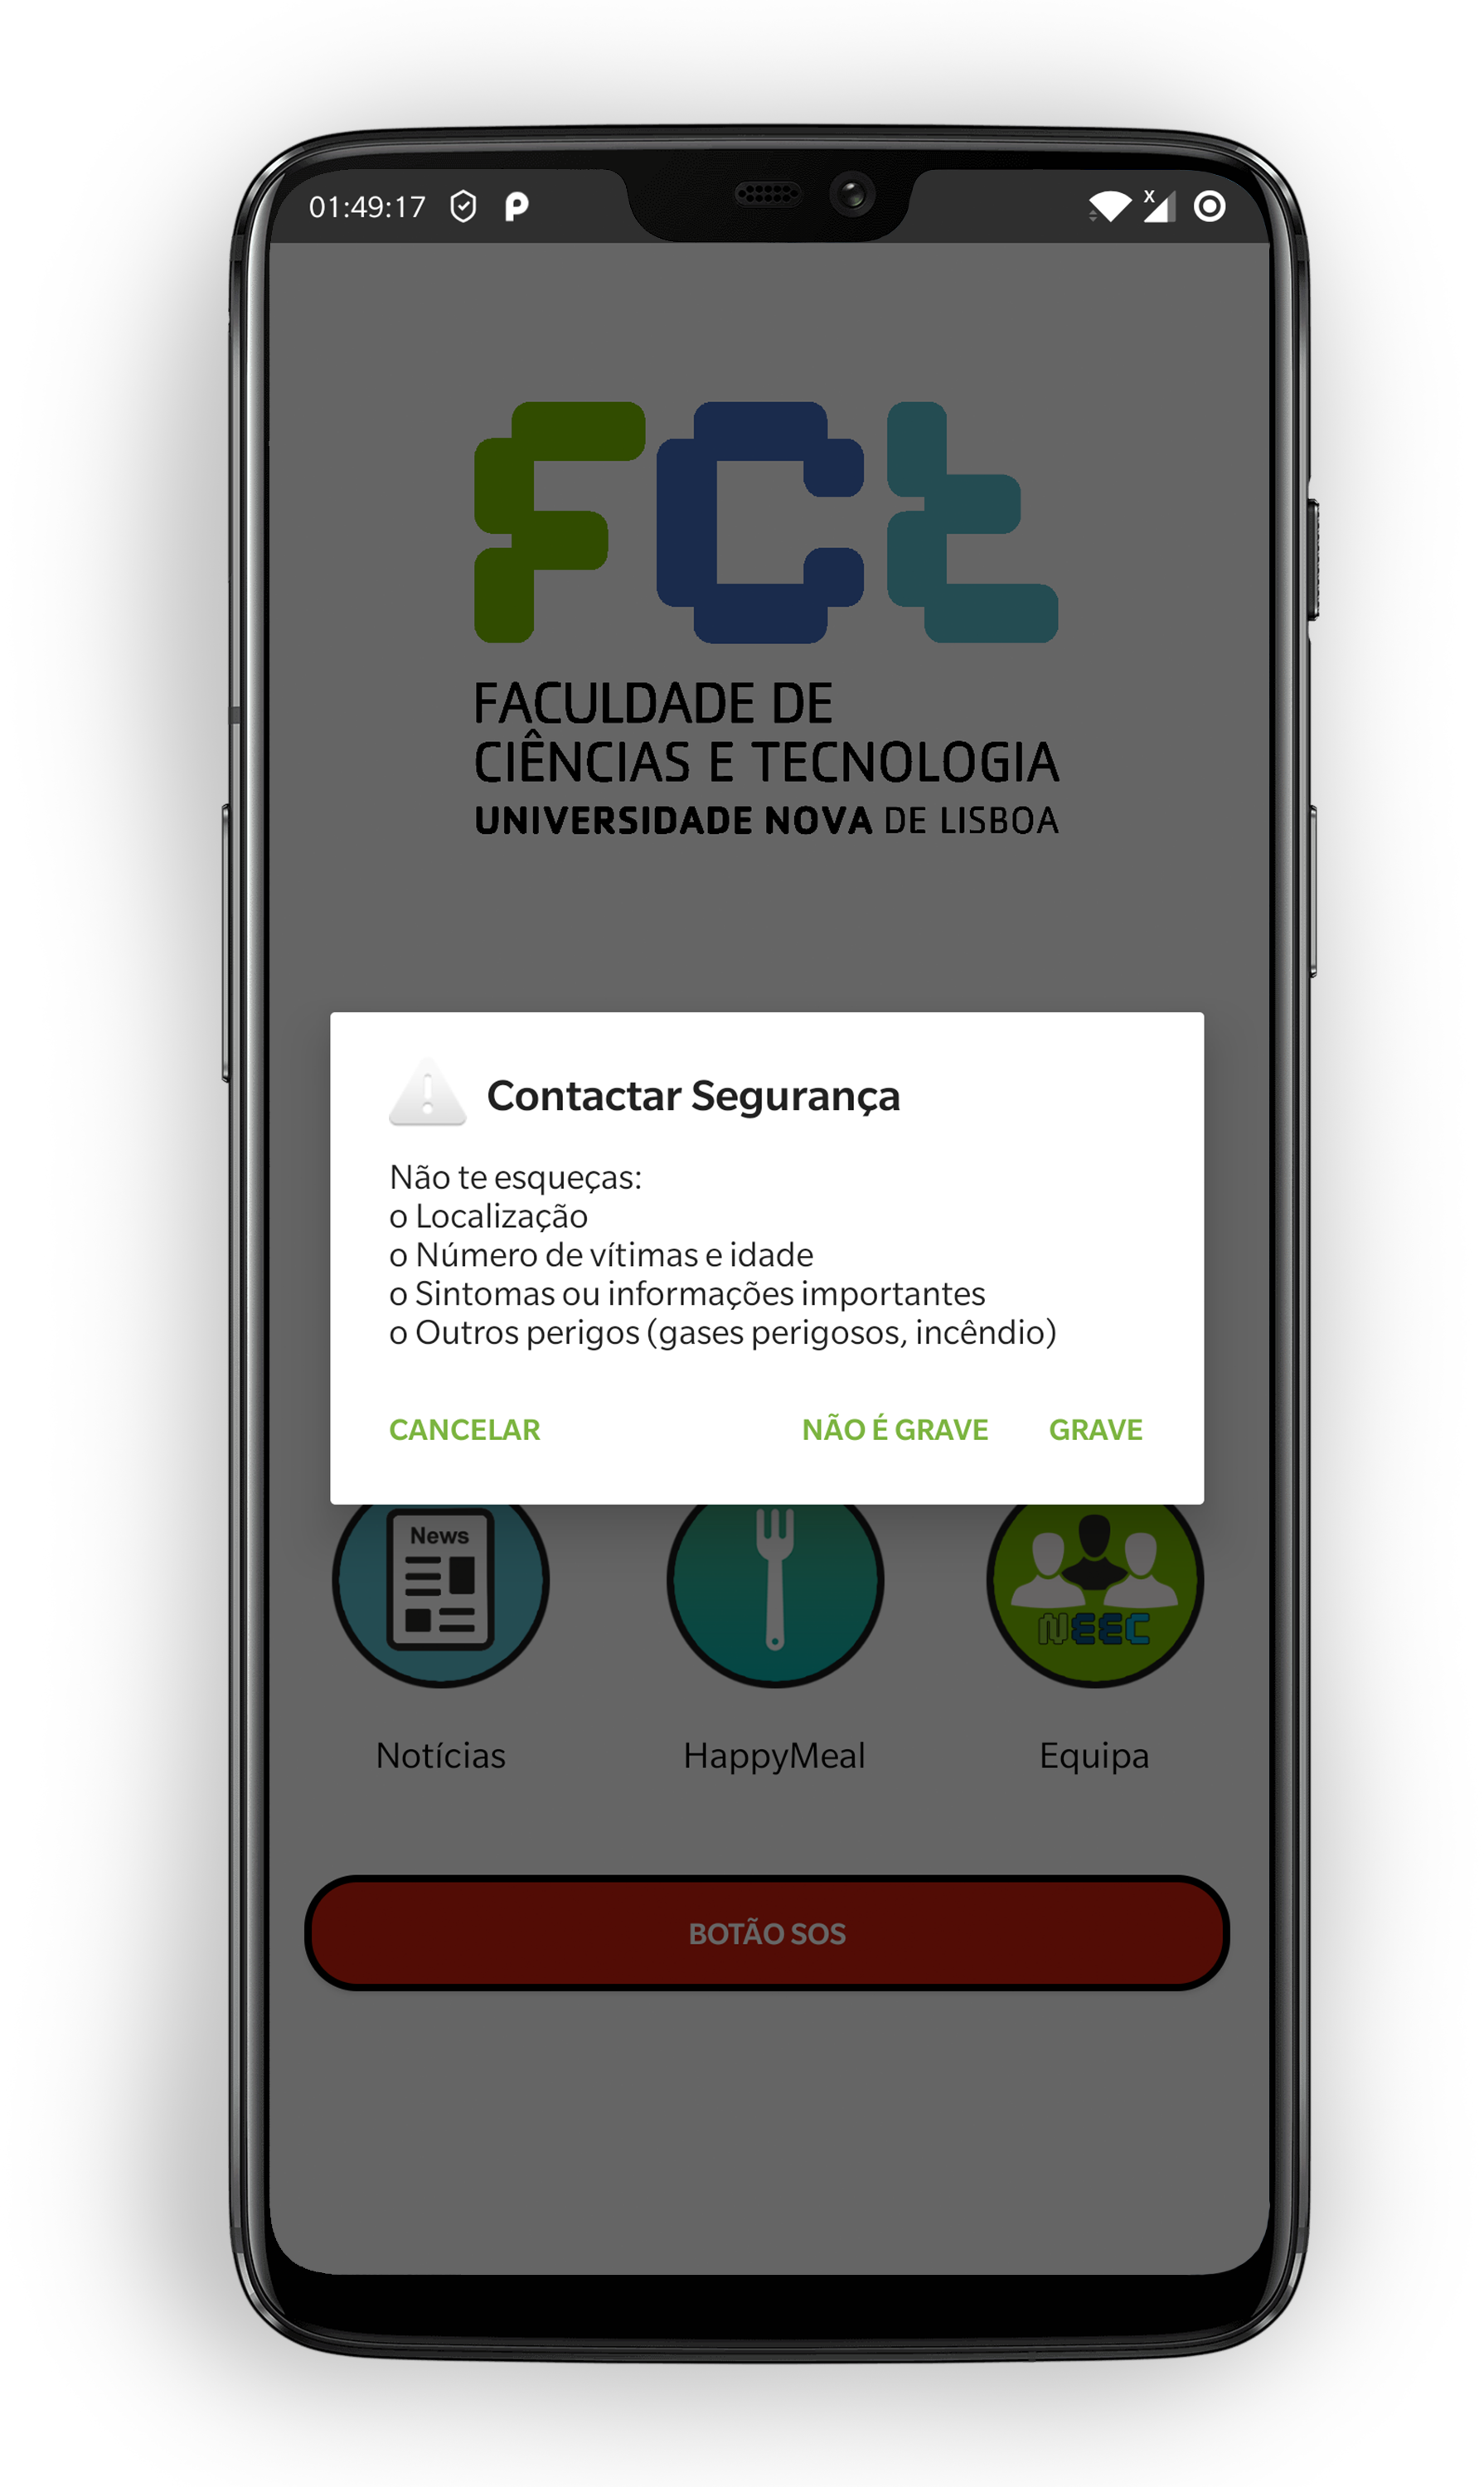 01:49:17
FCt
FACULDADE DE
CIÊNCIAS E TECNOLOGIA
UNIVERSIDADE NOVA DE LISBOA
Contactar Segurança
Não te esqueças:
o Localização
o Número de vítimas e idade
o Sintomas ou informações importantes
o Outros perigos (gases perigosos, incêndio)
CANCELAR NÃO É GRAVE GRAVE
News
NEEC
Notícias HappyMeal Equipa
BOTÃO SOS